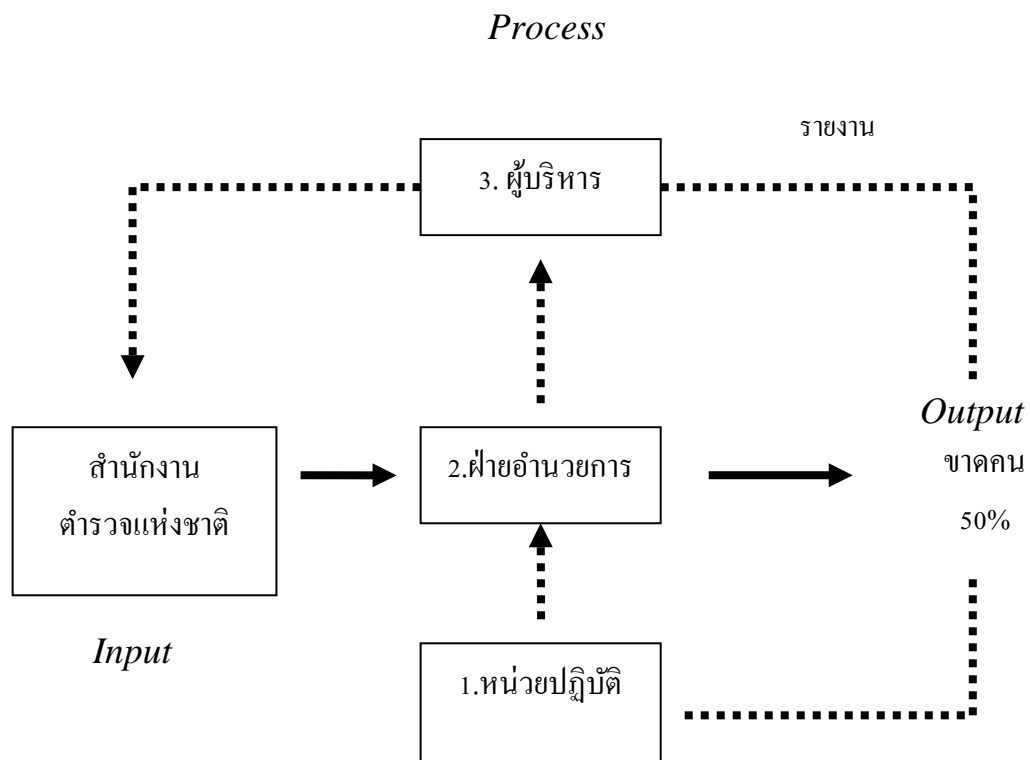 Process
รายงาน
3. ผู้บริหาร
Output
สำนักงาน
ตำรวจแห่งชาติ
2.ฝ่ายอำนวยการ
ขาดคน
50%
Input
1.หน่วยปฏิบัติ